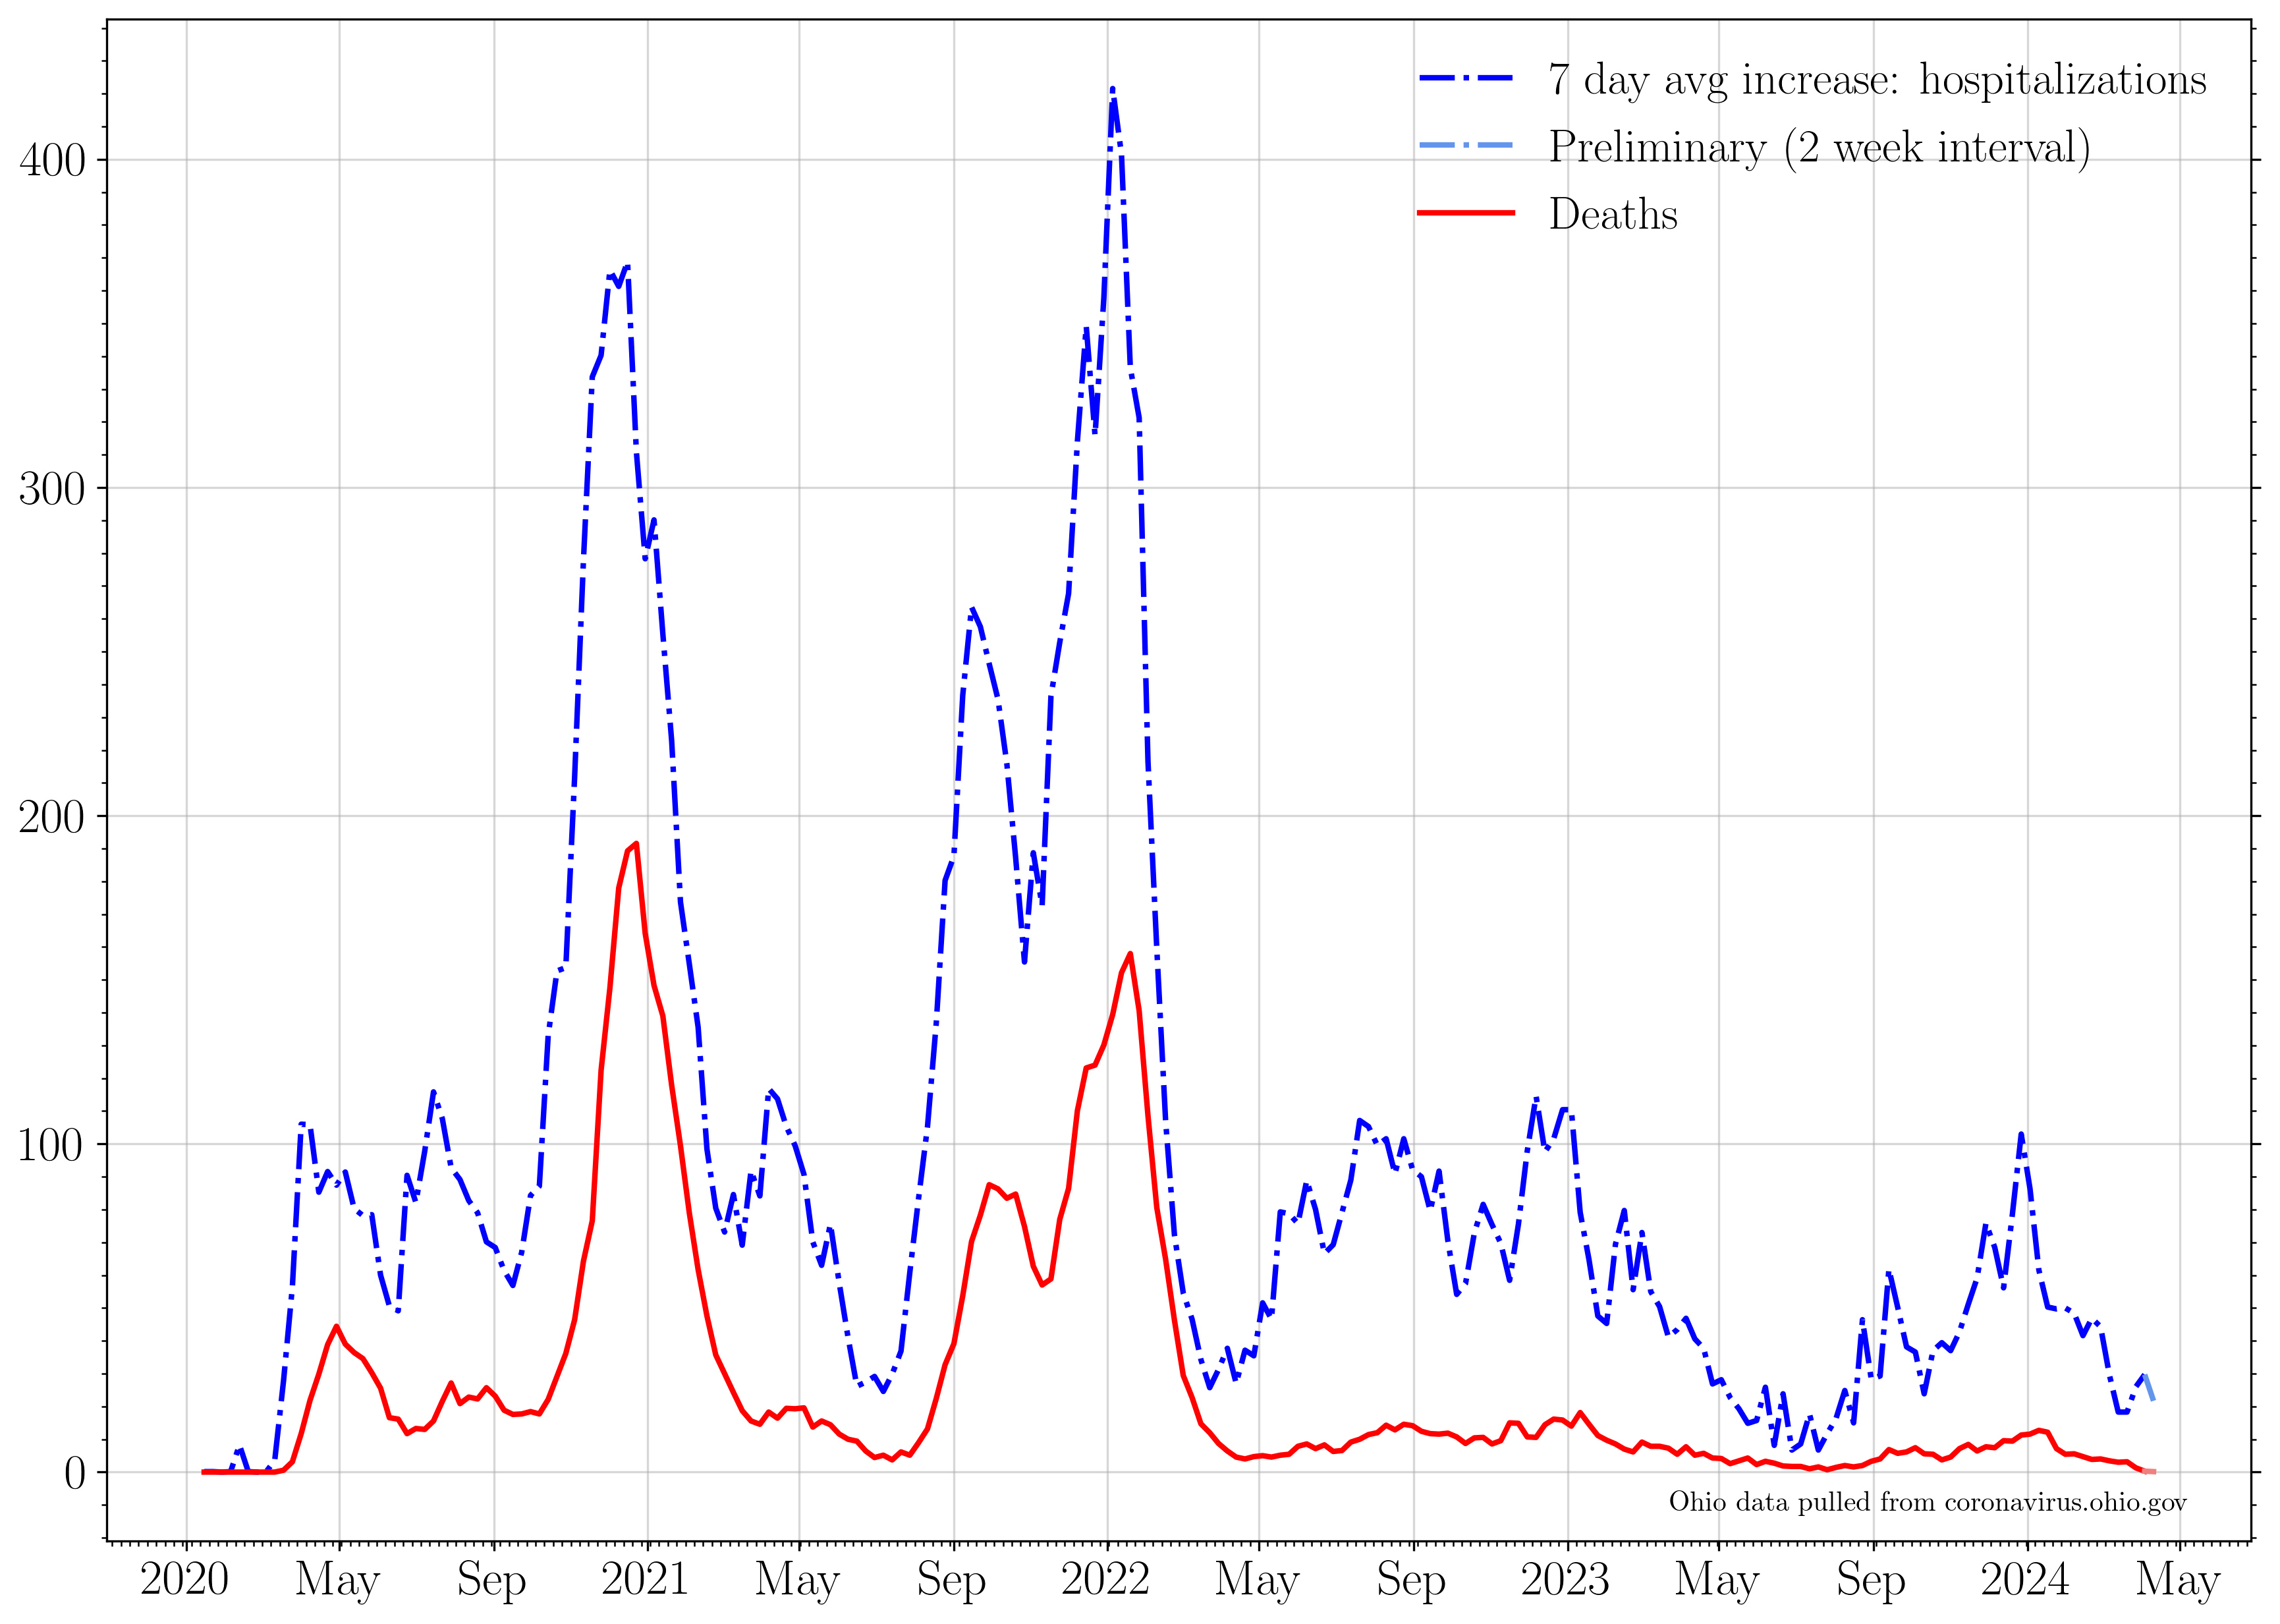 7 day avg increase: hospitalizations
Preliminary (2 week interval)
Deaths
400
300
200
100
0
Ohio data pulled from coronavirus.ohio.gov
2020 May Sep 2021 May Sep 2022 May Sep 2023 May Sep 2024 May